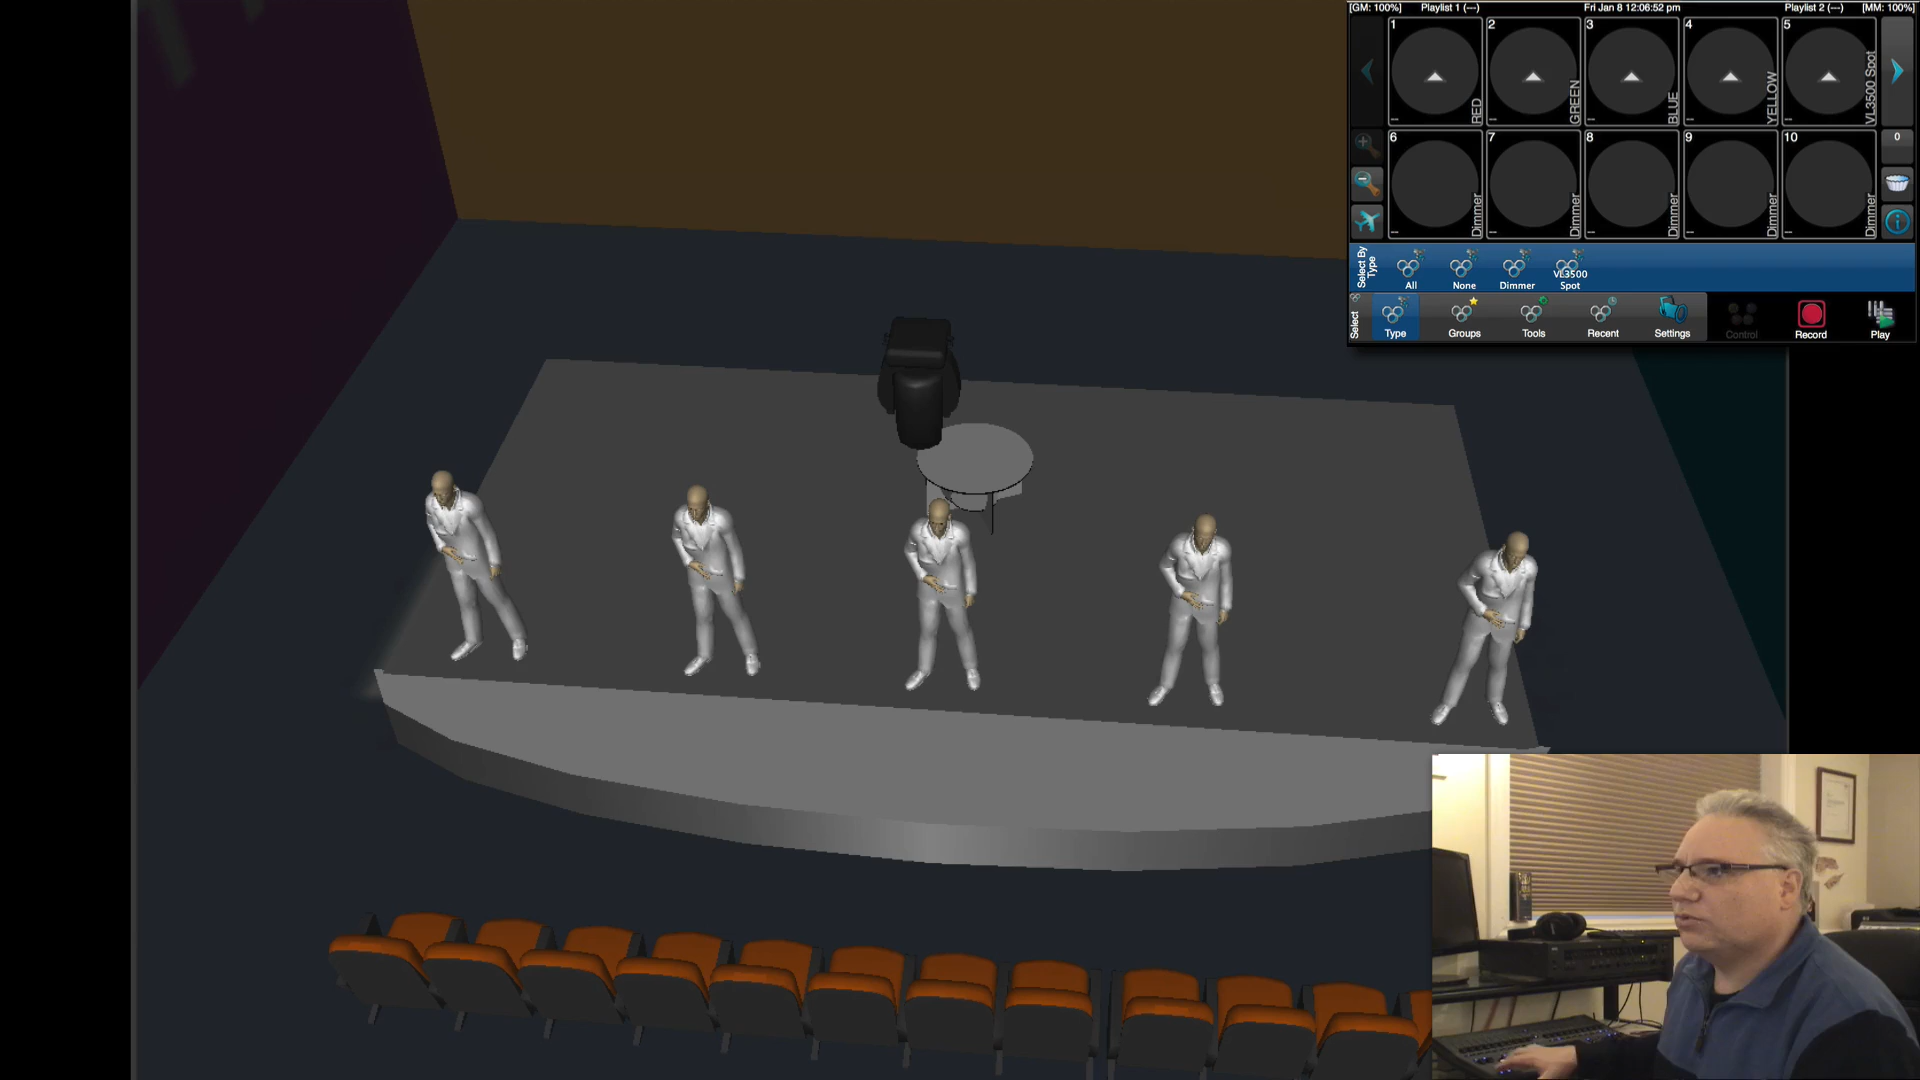 [GM: 100%] Playlist 1 (---) Fri Jan 8 12:06:52 pm Playlist 2 (---) [MM: 100%]
1 2 3 4 5
RED GREEN BLUE YELLOW VL3500 Spot
-- -- -- -- --
6 7 8 9 10 0
Dimmer Dimmer Dimmer Dimmer Dimmer
-- -- -- -- --
Select By Type
All None Dimmer VL3500 Spot
Select
Type Groups Tools Recent Settings Control Record Play